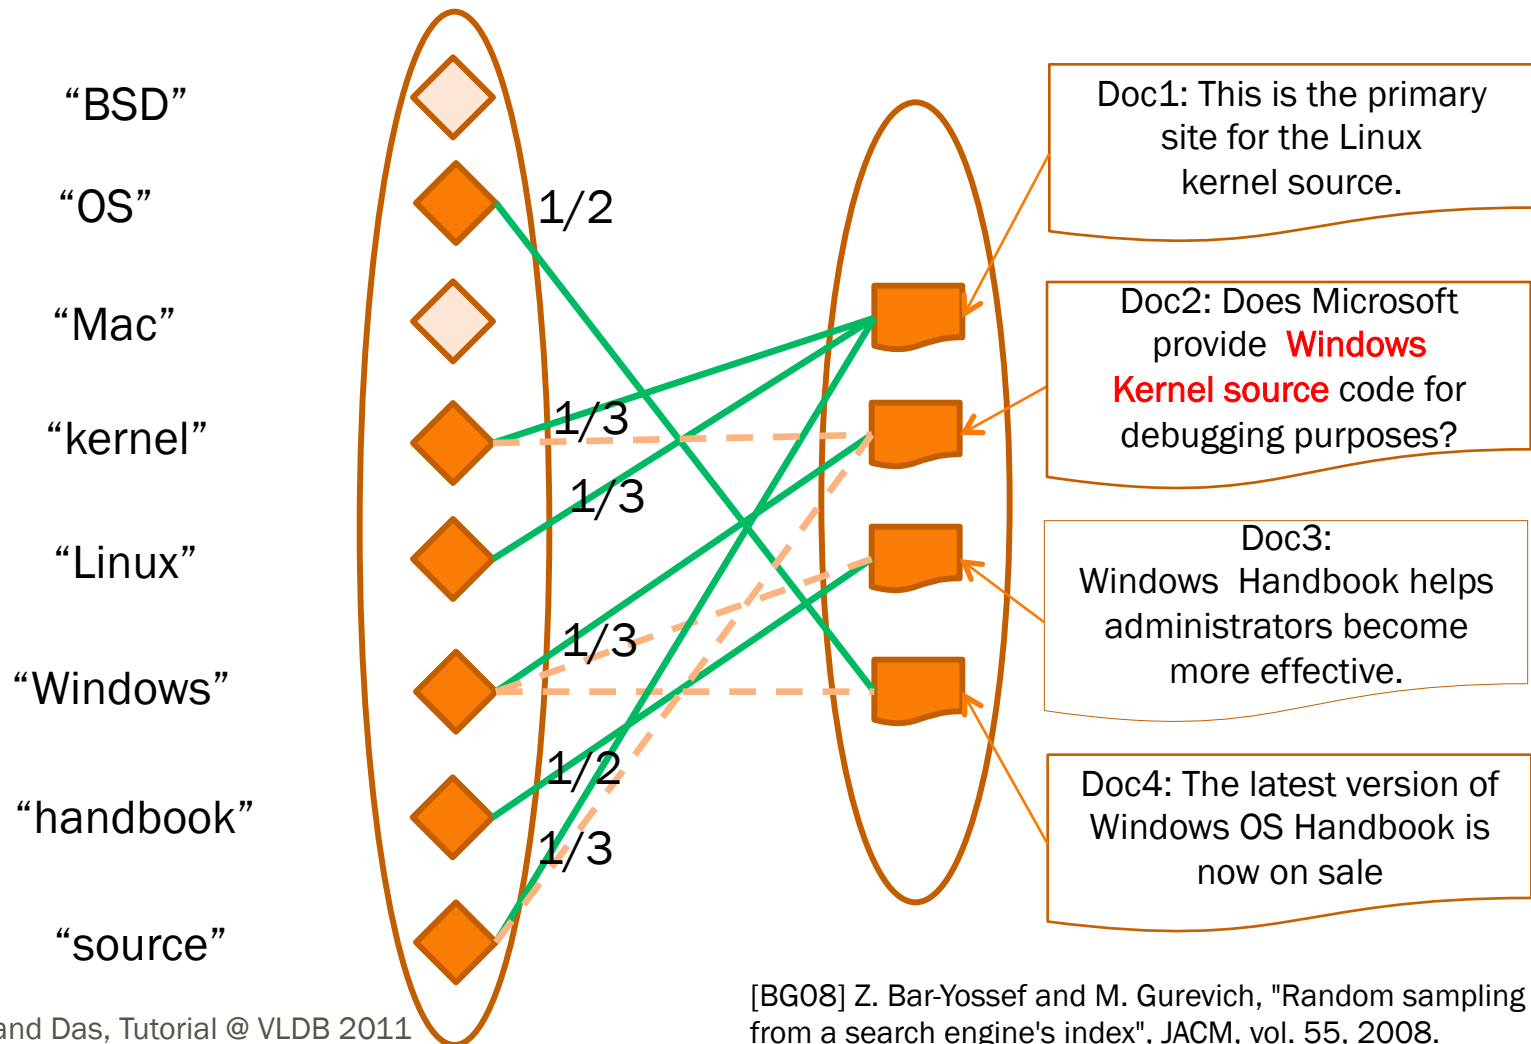 “BSD”
“OS”
“Mac”
“kernel”
“Linux”
“Windows”
“handbook”
“source”
1/2
1/3
1/3
1/3
1/2
1/3
Doc1: This is the primary
site for the Linux
kernel source.
Doc2: Does Microsoft
provide Windows
Kernel source code for
debugging purposes?
Doc3:
Windows Handbook helps
administrators become
more effective.
Doc4: The latest version of
Windows OS Handbook is
now on sale
and Das, Tutorial @ VLDB 2011
[BG08] Z. Bar-Yossef and M. Gurevich, "Random sampling
from a search engine's index", JACM, vol. 55, 2008.